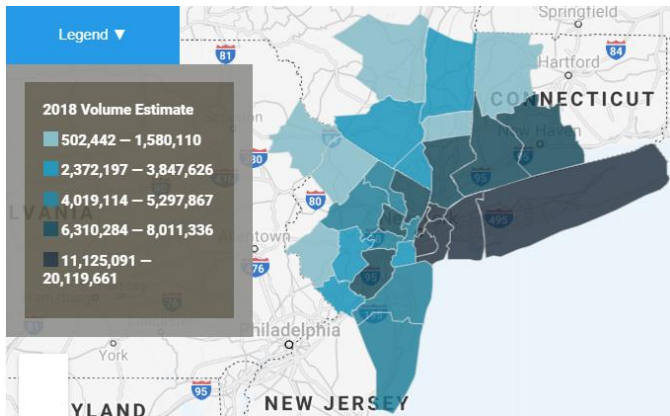 Legend ▼
2018 Volume Estimate
502,442 — 1,580,110
2,372,197 — 3,847,626
4,019,114 — 5,297,867
6,310,284 — 8,011,336
11,125,091 —
20,119,661
Springfield
81
84
Hartford
CONNECTICUT
New Haven
95
80
495
Allentown
76
95
Philadelphia
York
95
NEW JERSEY
YLAND